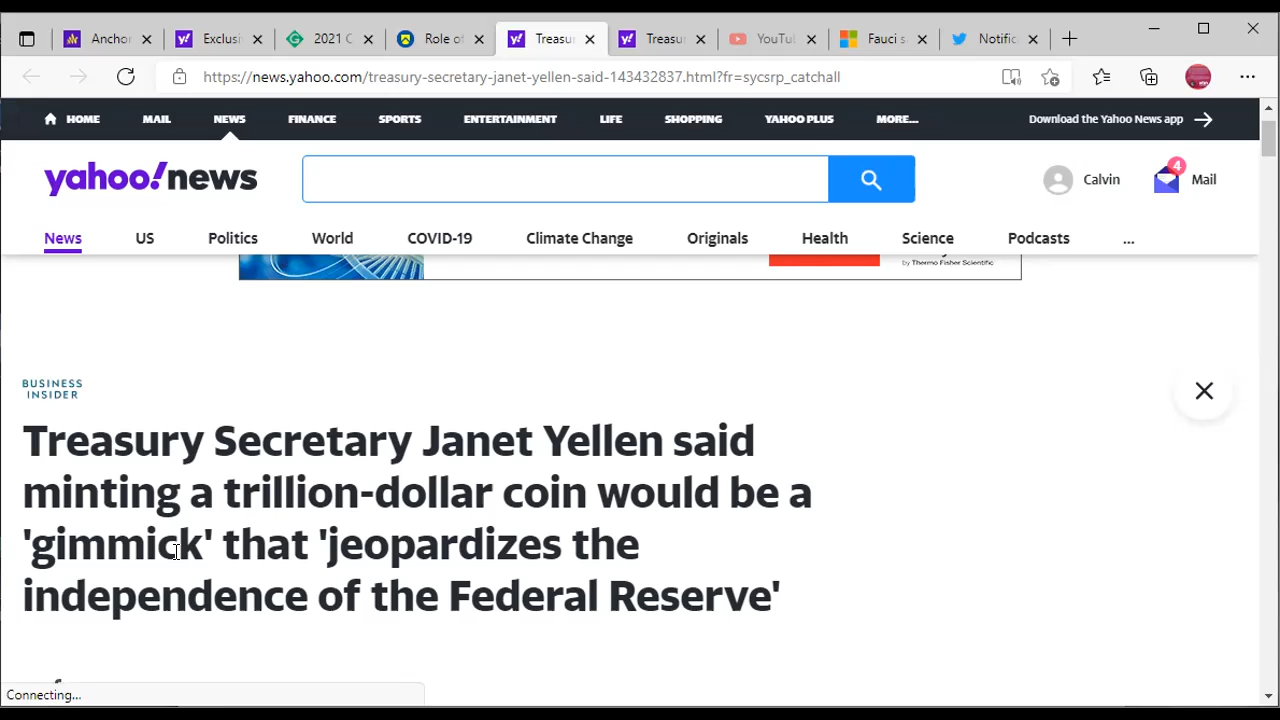 Anchor
Exclusi
2021 C
Role of
Treasu
Treasu
YouTu
Fauci s
Notific
https://news.yahoo.com/treasury-secretary-janet-yellen-said-143432837.html?fr=sycsrp_catchall
HOME MAIL NEWS FINANCE SPORTS ENTERTAINMENT LIFE SHOPPING YAHOO PLUS MORE... Download the Yahoo News app
yahoo!news
Calvin
4
Mail
News US Politics World COVID-19 Climate Change Originals Health Science Podcasts ...
by Thermo Fisher Scientific
BUSINESS
INSIDER
Treasury Secretary Janet Yellen said
minting a trillion-dollar coin would be a
'gimmick' that 'jeopardizes the
independence of the Federal Reserve'
Connecting...